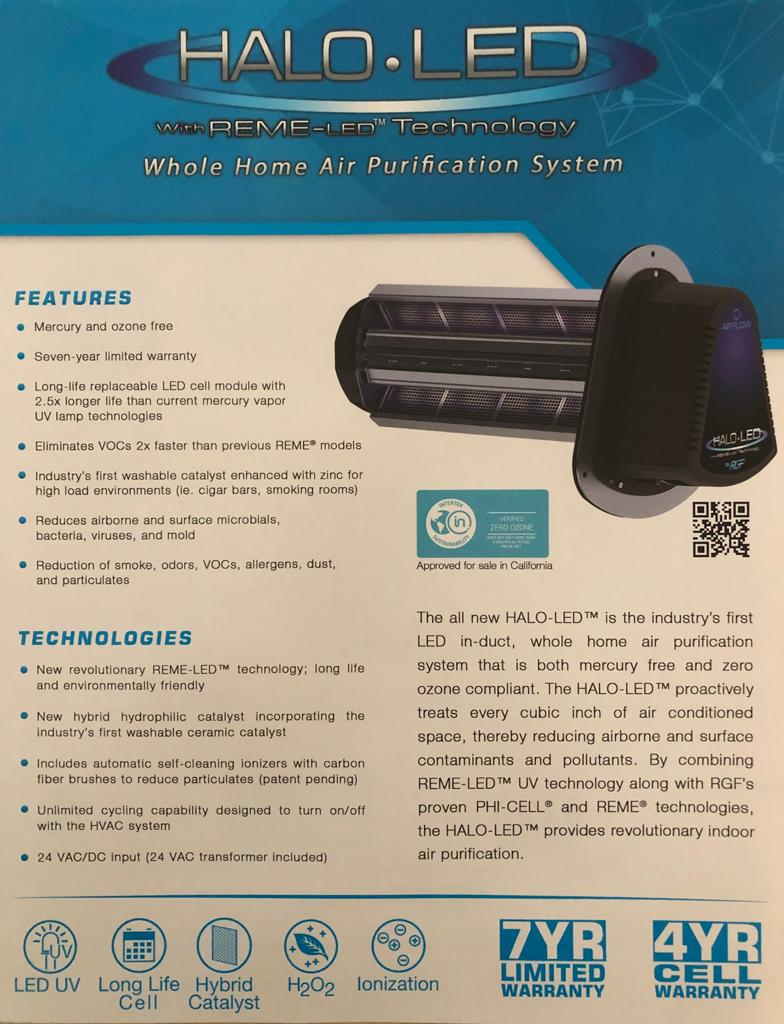 HALO·LED
With REME-LED™ Technology
Whole Home Air Purification System
FEATURES
• Mercury and ozone free
• Seven-year limited warranty
• Long-life replaceable LED cell module with
2.5x longer life than current mercury vapor
UV lamp technologies
• Eliminates VOCs 2x faster than previous REME® models
• Industry's first washable catalyst enhanced with zinc for
high load environments (ie. cigar bars, smoking rooms)
• Reduces airborne and surface microbials,
bacteria, viruses, and mold
• Reduction of smoke, odors, VOCs, allergens, dust,
and particulates
TECHNOLOGIES
• New revolutionary REME-LED™ technology; long life
and environmentally friendly
• New hybrid hydrophilic catalyst incorporating the
industry's first washable ceramic catalyst
• Includes automatic self-cleaning ionizers with carbon
fiber brushes to reduce particulates (patent pending)
• Unlimited cycling capability designed to turn on/off
with the HVAC system
• 24 VAC/DC input (24 VAC transformer included)
AIRFLOW
HALO·LED
RGF
INTERTEK
in
SUSTAINABILITY
VERIFIED
ZERO OZONE
Approved for sale in California
The all new HALO-LED™ is the industry's first
LED in-duct, whole home air purification
system that is both mercury free and zero
ozone compliant. The HALO-LED™ proactively
treats every cubic inch of air conditioned
space, thereby reducing airborne and surface
contaminants and pollutants. By combining
REME-LED™ UV technology along with RGF's
proven PHI-CELL® and REME® technologies,
the HALO-LED™ provides revolutionary indoor
air purification.
UV
LED UV
Long Life
Cell
Hybrid
Catalyst
H2O2
Ionization
7YR
LIMITED
WARRANTY
4YR
CELL
WARRANTY